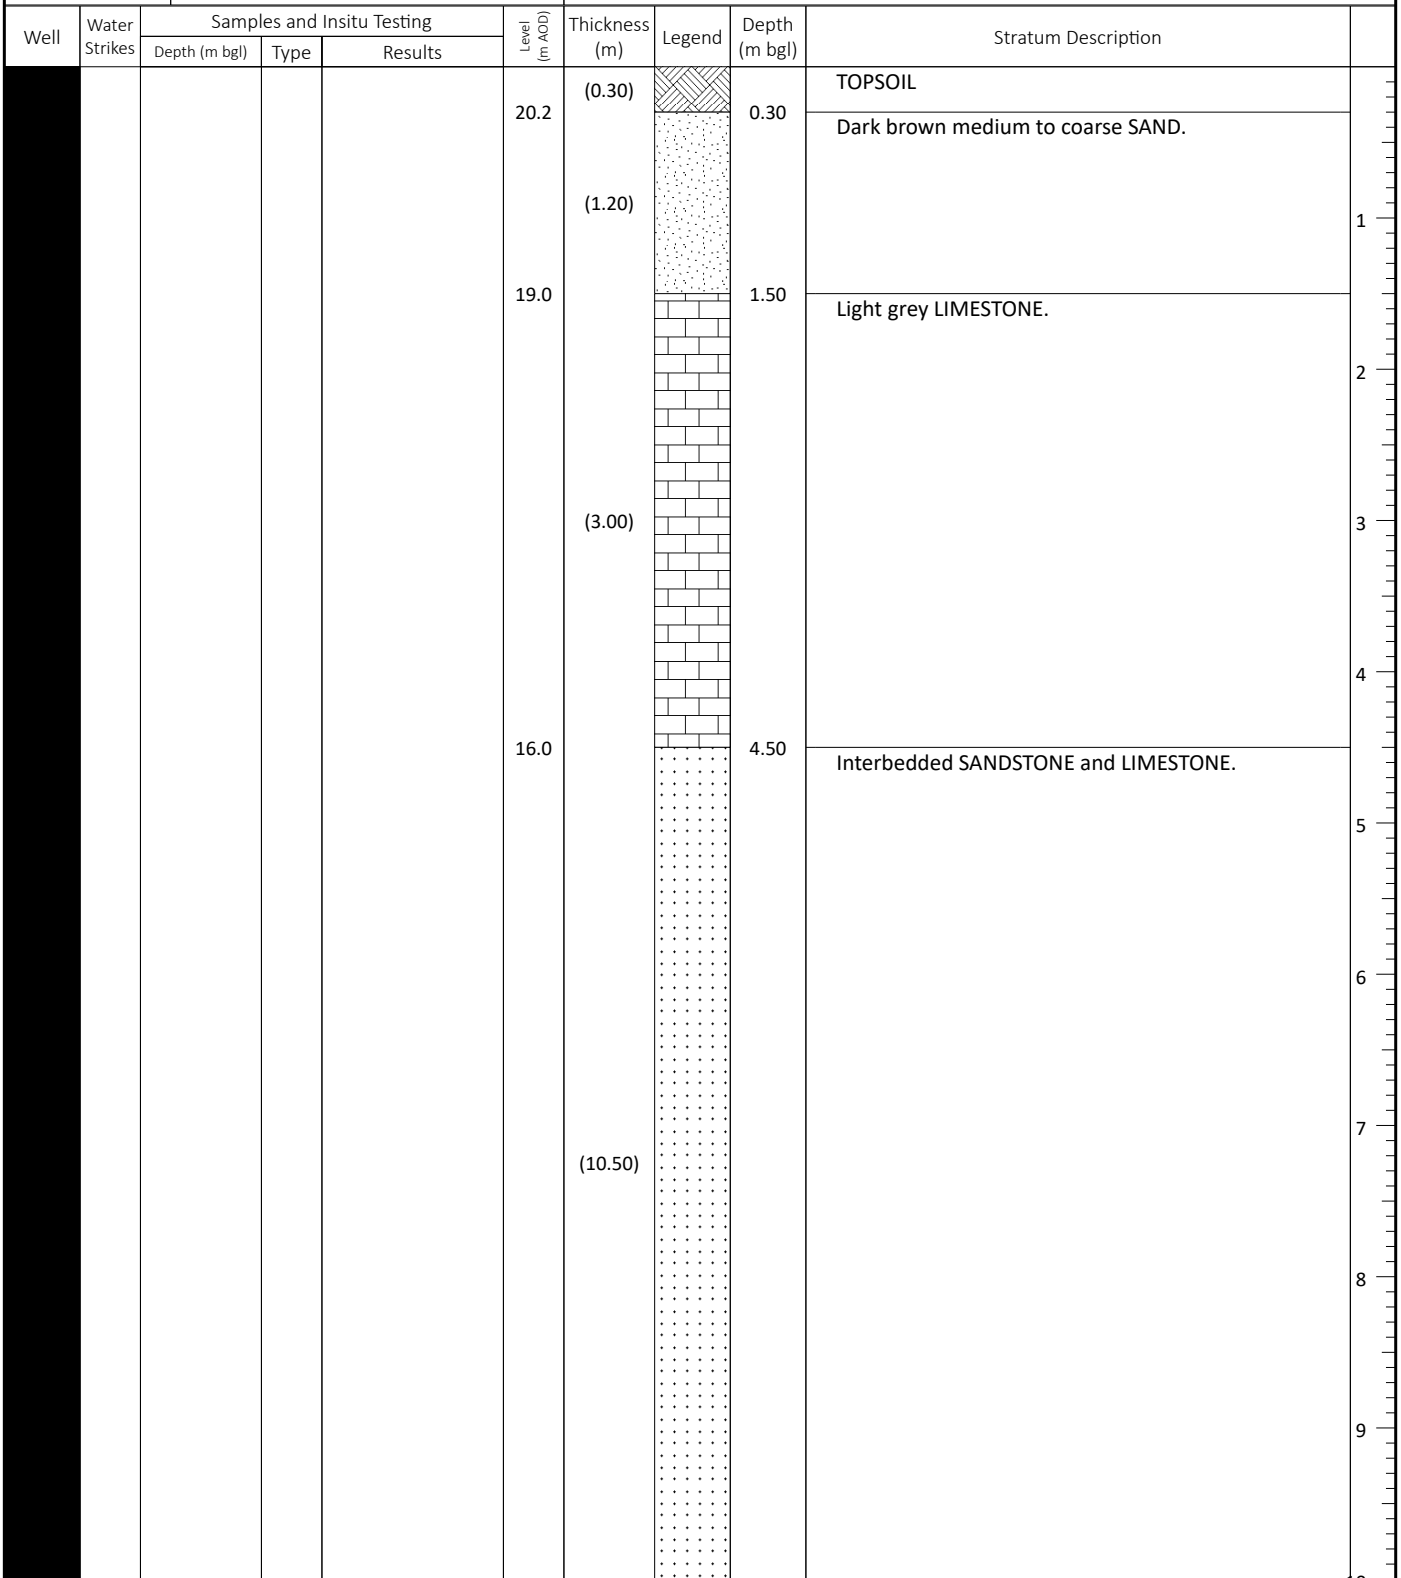 Well
Water
Strikes
Samples and Insitu Testing
Depth (m bgl)
Type
Results
Level
(m AOD)
Thickness
(m)
Legend
Depth
(m bgl)
Stratum Description
(0.30)
TOPSOIL
20.2
0.30
Dark brown medium to coarse SAND.
(1.20)
1
19.0
1.50
Light grey LIMESTONE.
2
(3.00)
3
4
16.0
4.50
Interbedded SANDSTONE and LIMESTONE.
5
6
7
(10.50)
8
9